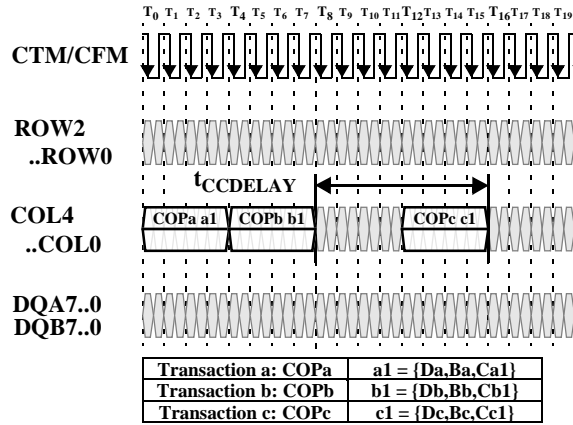 T0 T1 T2 T3 T4 T5 T6 T7 T8 T9 T10 T11 T12 T13 T14 T15 T16 T17 T18 T19
CTM/CFM
ROW2
..ROW0
tCCDELAY
COL4
..COL0
COPa a1 COPb b1 COPc c1
DQA7..0
DQB7..0
Transaction a: COPa a1 = {Da,Ba,Ca1}
Transaction b: COPb b1 = {Db,Bb,Cb1}
Transaction c: COPc c1 = {Dc,Bc,Cc1}